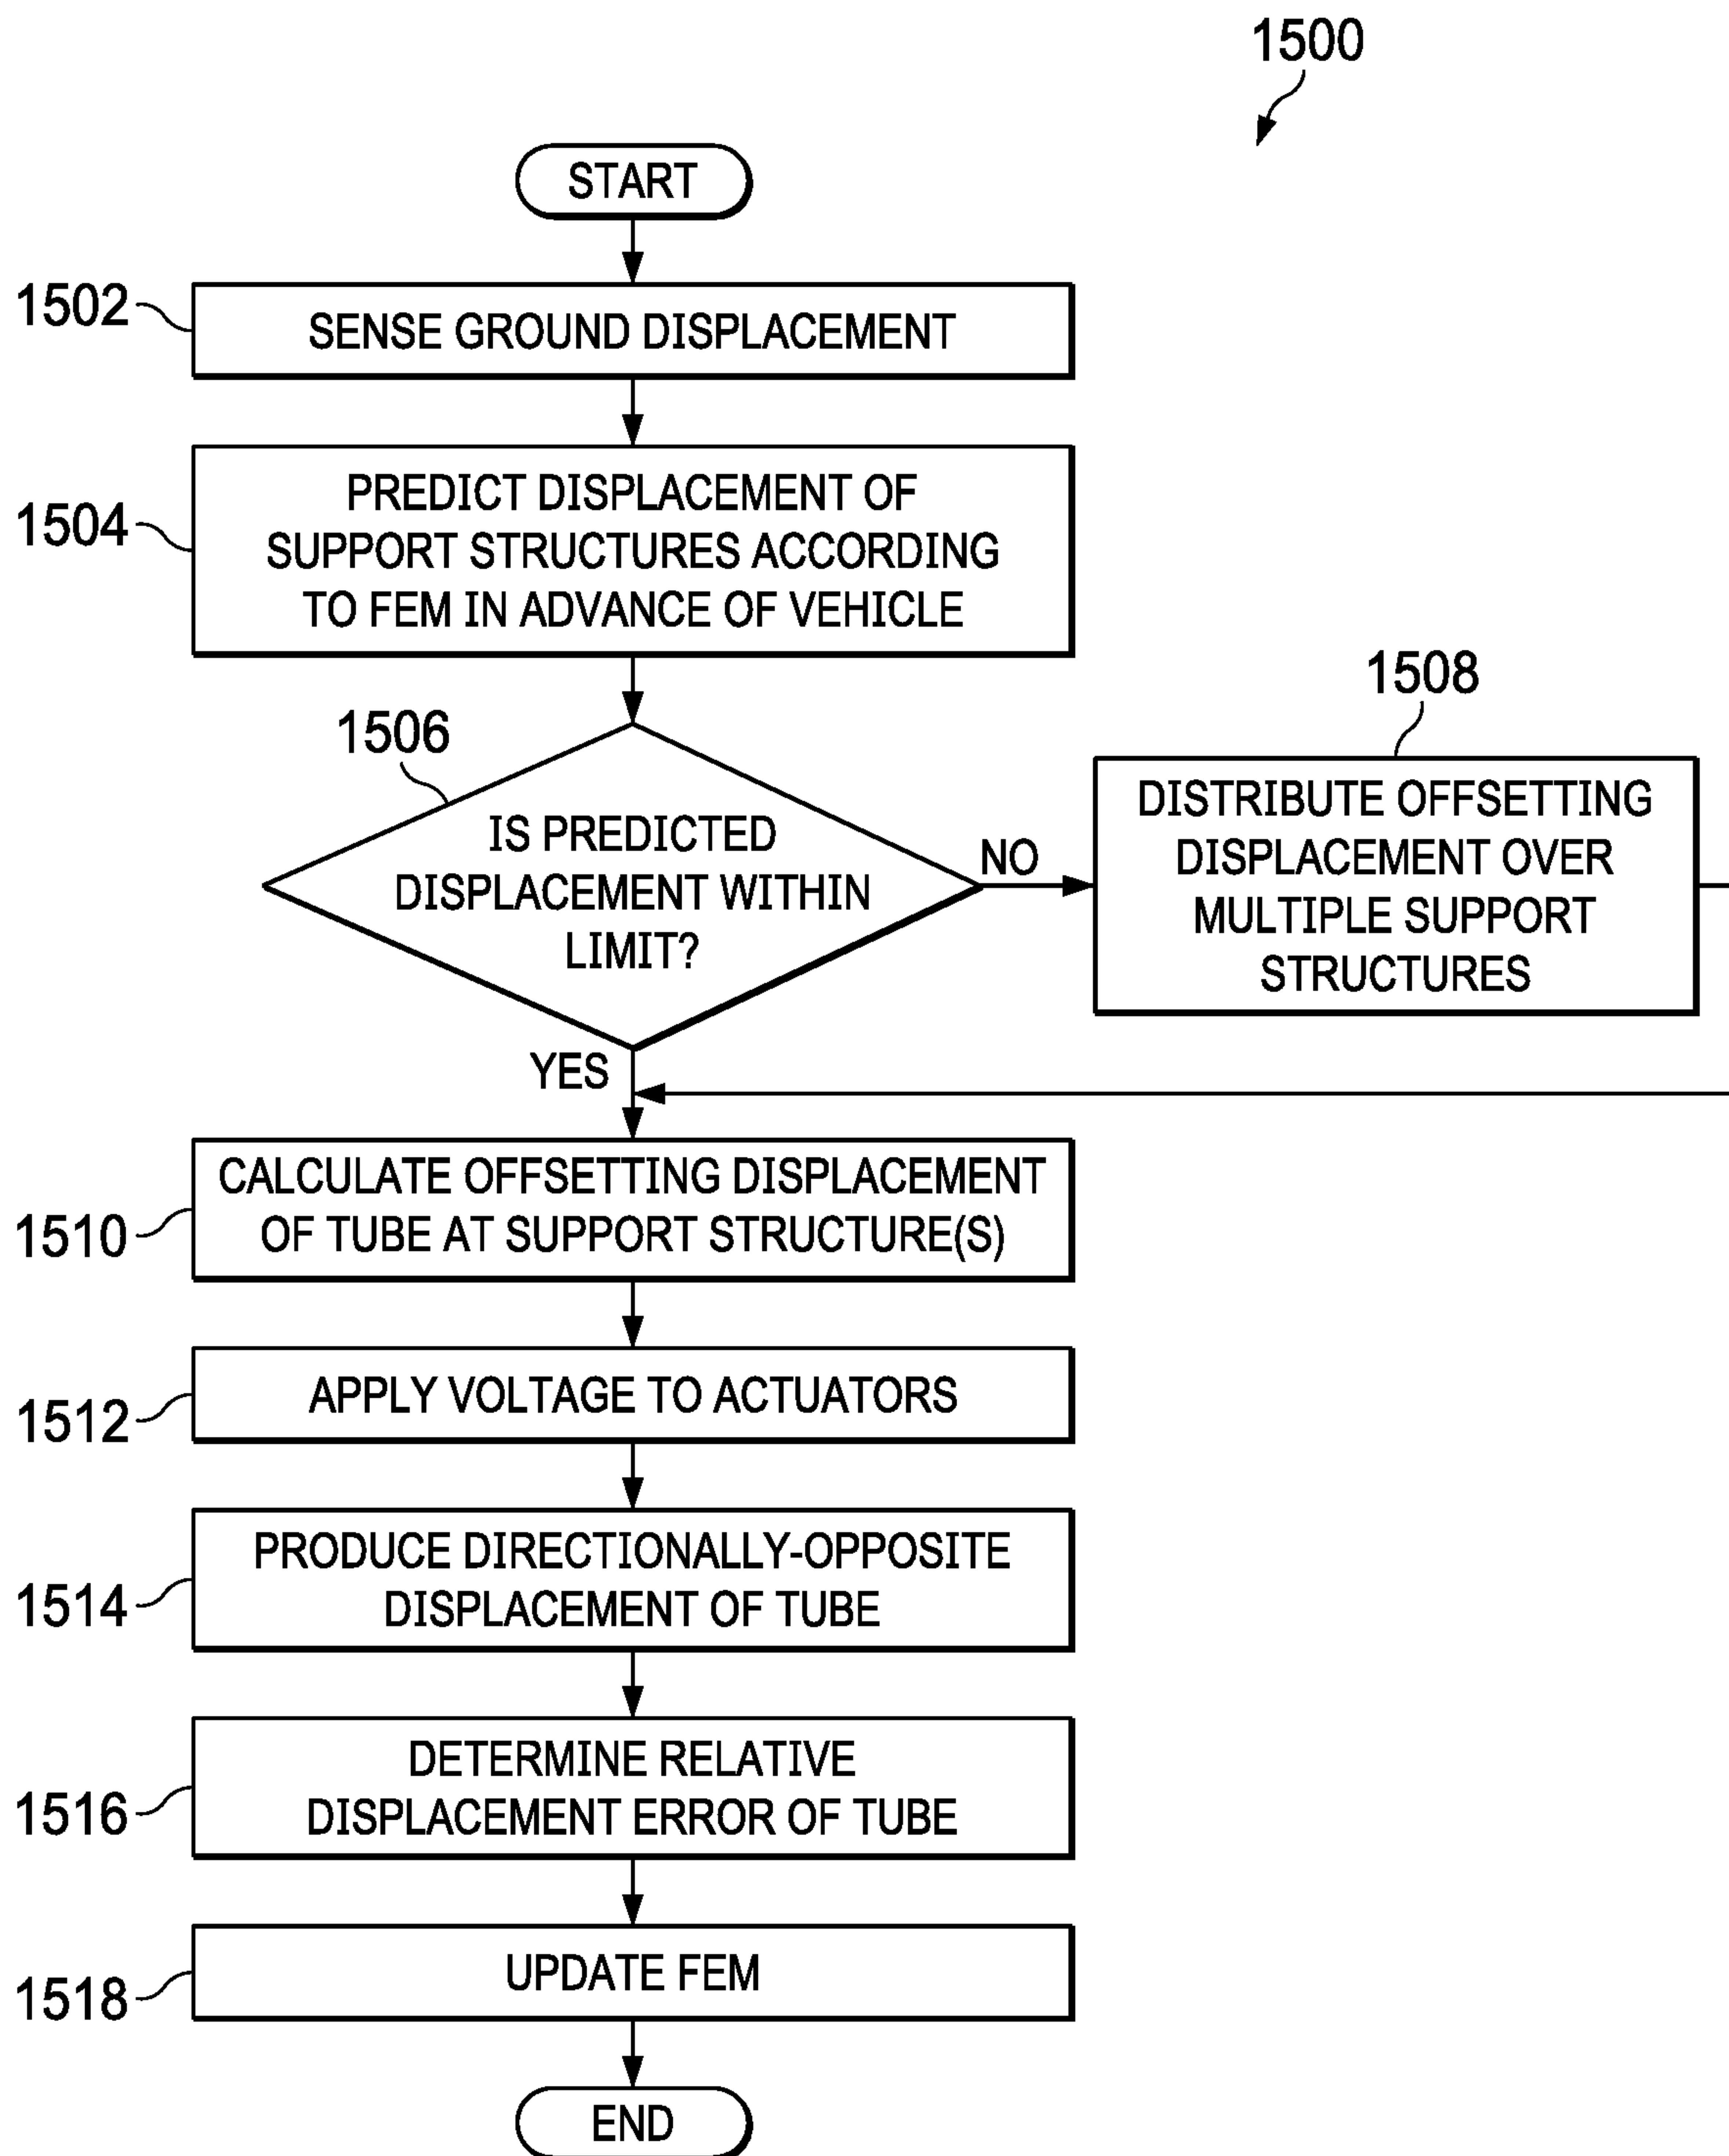 1500
START
1502
SENSE GROUND DISPLACEMENT
1504
PREDICT DISPLACEMENT OF
SUPPORT STRUCTURES ACCORDING
TO FEM IN ADVANCE OF VEHICLE
1506
IS PREDICTED
DISPLACEMENT WITHIN
LIMIT?
NO
1508
DISTRIBUTE OFFSETTING
DISPLACEMENT OVER
MULTIPLE SUPPORT
STRUCTURES
YES
1510
CALCULATE OFFSETTING DISPLACEMENT
OF TUBE AT SUPPORT STRUCTURE(S)
1512
APPLY VOLTAGE TO ACTUATORS
1514
PRODUCE DIRECTIONALLY-OPPOSITE
DISPLACEMENT OF TUBE
1516
DETERMINE RELATIVE
DISPLACEMENT ERROR OF TUBE
1518
UPDATE FEM
END